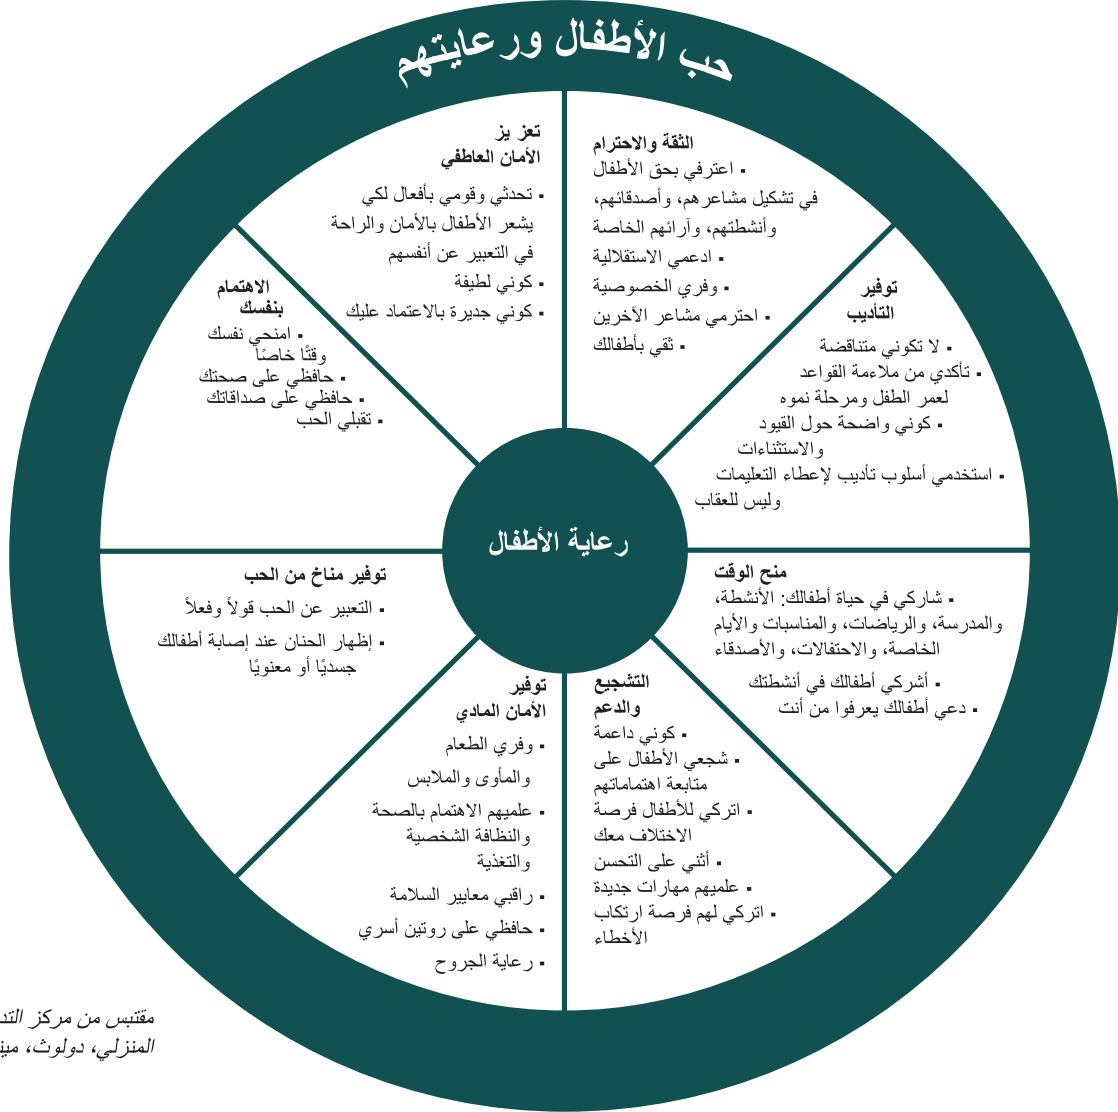 حب الأطفال ورعايتهم
الثقة والاحترام
▪ اعترفي بحق الأطفال
في تشكيل مشاعرهم، وأصدقائهم،
وأنشطتهم، وآرائهم الخاصة
▪ ادعمي الاستقلالية
▪ وفري الخصوصية
▪ احترمي مشاعر الآخرين
▪ ثقي بأطفالك
توفير
التأديب
▪ لا تكوني متناقضة
▪ تأكدي من ملاءمة القواعد
لعمر الطفل ومرحلة نموه
▪ كوني واضحة حول القيود
والاستثناءات
▪ استخدمي أسلوب تأديب لإعطاء التعليمات
وليس للعقاب
منح الوقت
▪ شاركي في حياة أطفالك: الأنشطة،
والمدرسة، والرياضات، والمناسبات والأيام
الخاصة، والاحتفالات، والأصدقاء
▪ أشركي أطفالك في أنشطتك
▪ دعي أطفالك يعرفوا من أنت
التشجيع
والدعم
▪ كوني داعمة
▪ شجعي الأطفال على
متابعة اهتماماتهم
▪ اتركي للأطفال فرصة
الاختلاف معك
▪ أثني على التحسن
▪ علميهم مهارات جديدة
▪ اتركي لهم فرصة ارتكاب
الأخطاء
توفير
الأمان المادي
▪ وفري الطعام
والمأوى والملابس
▪ علميهم الاهتمام بالصحة
والنظافة الشخصية
والتغذية
▪ راقبي معايير السلامة
▪ حافظي على روتين أسري
▪ رعاية الجروح
توفير مناخ من الحب
▪ التعبير عن الحب قولاً وفعلاً
▪ إظهار الحنان عند إصابة أطفالك
جسديًا أو معنويًا
الاهتمام
بنفسك
▪ امنحي نفسك
وقتًا خاصًا
▪ حافظي على صحتك
▪ حافظي على صداقاتك
▪ تقبلي الحب
تعز يز
الأمان العاطفي
▪ تحدثي وقومي بأفعال لكي
يشعر الأطفال بالأمان والراحة
في التعبير عن أنفسهم
▪ كوني لطيفة
▪ كوني جديرة بالاعتماد عليك
رعاية الأطفال
مقتبس من مركز
المنزلي، دولوث،